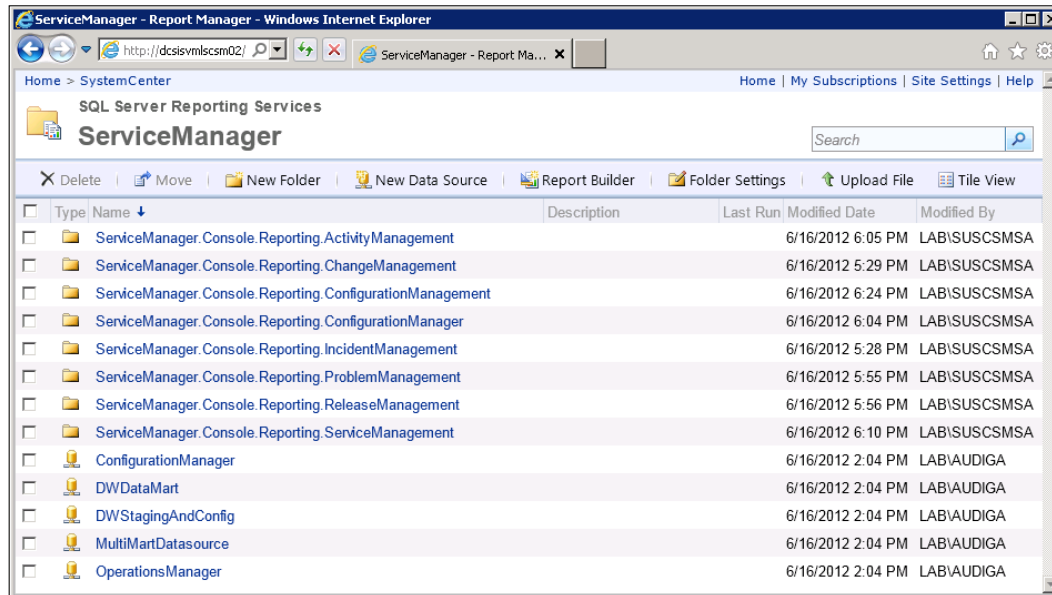 ServiceManager - Report Manager - Windows Internet Explorer
http://dcsisvmlscsm02/ ServiceManager - Report Ma...
Home > SystemCenter Home | My Subscriptions | Site Settings | Help
SQL Server Reporting Services
ServiceManager
Search
Delete | Move | New Folder | New Data Source | Report Builder | Folder Settings | Upload File | Tile View
Type Name Description Last Run Modified Date Modified By
ServiceManager.Console.Reporting.ActivityManagement 6/16/2012 6:05 PM LAB\SUSCSMSA
ServiceManager.Console.Reporting.ChangeManagement 6/16/2012 5:29 PM LAB\SUSCSMSA
ServiceManager.Console.Reporting.ConfigurationManagement 6/16/2012 6:24 PM LAB\SUSCSMSA
ServiceManager.Console.Reporting.ConfigurationManager 6/16/2012 6:04 PM LAB\SUSCSMSA
ServiceManager.Console.Reporting.IncidentManagement 6/16/2012 5:28 PM LAB\SUSCSMSA
ServiceManager.Console.Reporting.ProblemManagement 6/16/2012 5:55 PM LAB\SUSCSMSA
ServiceManager.Console.Reporting.ReleaseManagement 6/16/2012 5:56 PM LAB\SUSCSMSA
ServiceManager.Console.Reporting.ServiceManagement 6/16/2012 6:10 PM LAB\SUSCSMSA
ConfigurationManager 6/16/2012 2:04 PM LAB\AUDIGA
DWDataMart 6/16/2012 2:04 PM LAB\AUDIGA
DWStagingAndConfig 6/16/2012 2:04 PM LAB\AUDIGA
MultiMartDatasource 6/16/2012 2:04 PM LAB\AUDIGA
OperationsManager 6/16/2012 2:04 PM LAB\AUDIGA